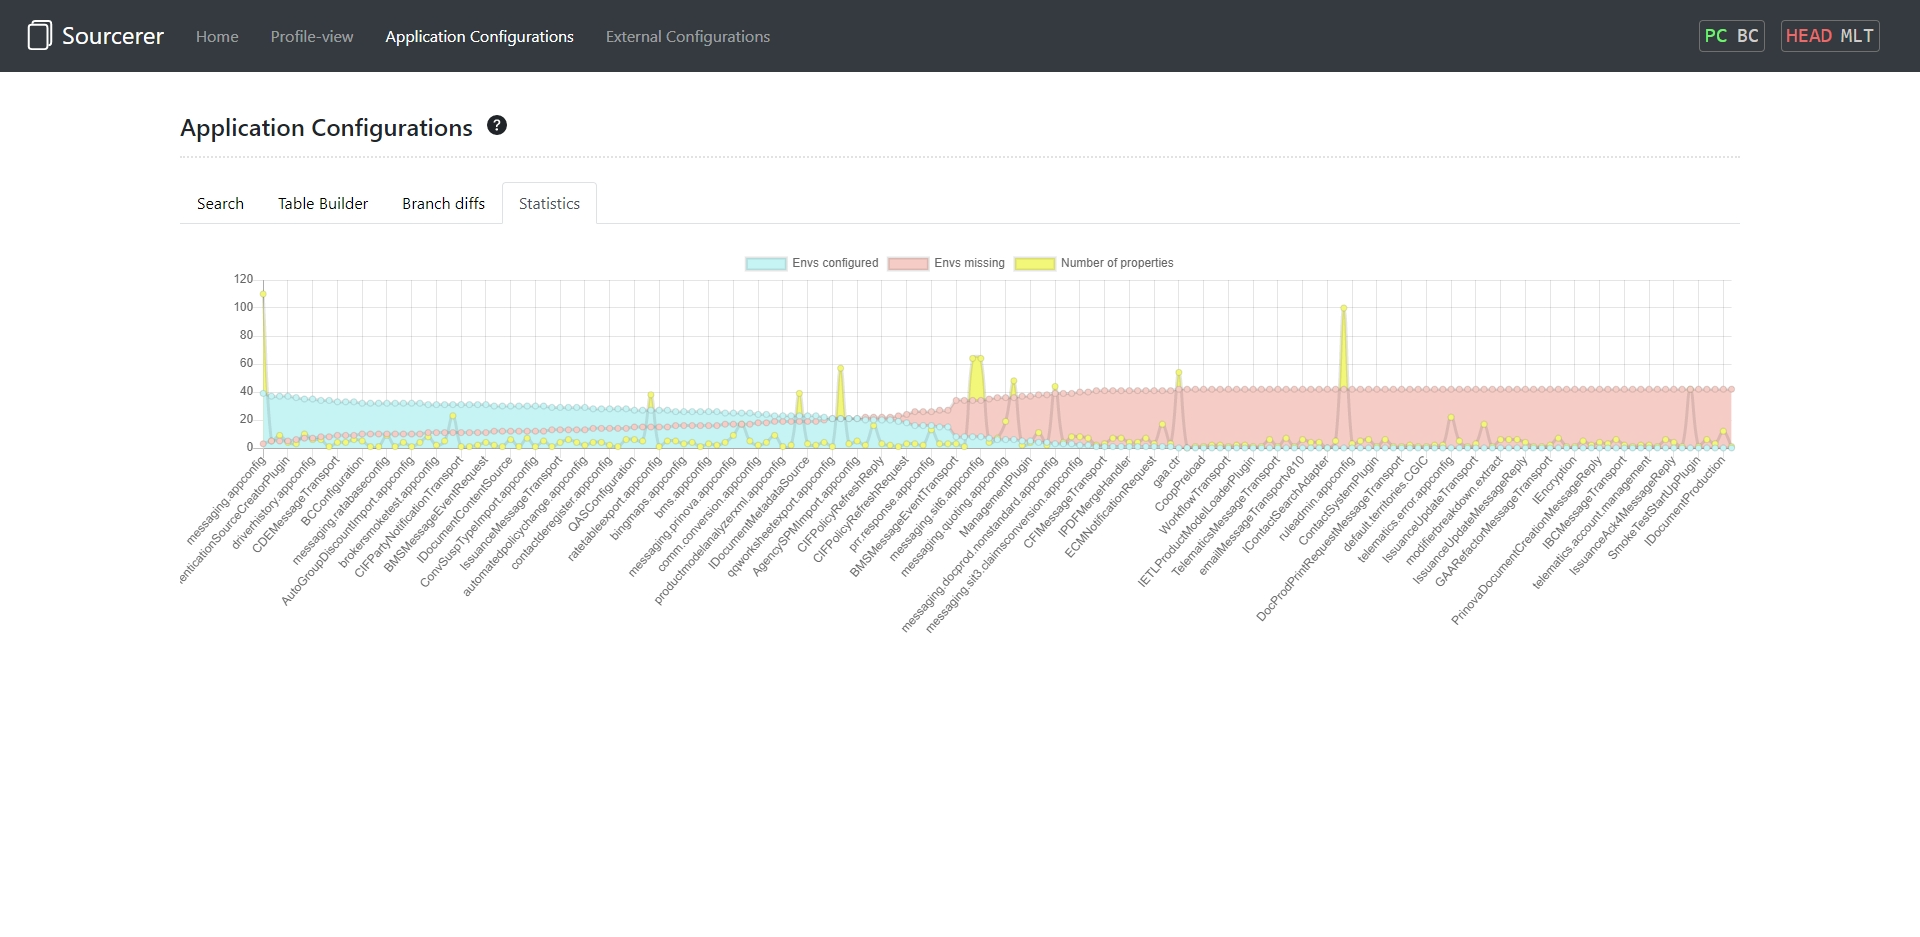 Sourcerer Home Profile-view Application Configurations External Configurations PC BC HEAD MLT
Application Configurations ?
Search Table Builder Branch diffs Statistics
Envs configured Envs missing Number of properties
120
100
80
60
40
20
0
messaging.appconfig
enticationSourceCreatorPlugin
driverhistory.appconfig
CDEMessageTransport
BCConfiguration
messaging.ratabaseconfig
AutoGroupDiscountImport.appconfig
brokersmoketest.appconfig
CIFPartyNotificationTransport
BMSMessageEventRequest
IDocumentContentSource
ConvSuspTypeImport.appconfig
IssuanceMessageTransport
automatedpolicychange.appconfig
contactderegister.appconfig
QASConfiguration
ratetableexport.appconfig
bingmaps.appconfig
bms.appconfig
messaging.prinova.appconfig
comm.conversion.appconfig
productmodelanalyzerxml.appconfig
IDocumentMetadataSource
qqworksheetexport.appconfig
AgencySPMImport.appconfig
CIFPolicyRefreshReply
CIFPolicyRefreshRequest
prr.response.appconfig
BMSMessageEventTransport
messaging.sit6.appconfig
messaging.quoting.appconfig
ManagementPlugin
messaging.docprod.nonstandard.appconfig
messaging.sit3.claimsconversion.appconfig
CFIMessageTransport
IPDFMergeHandler
ECMNotificationRequest
gaa.ctr
CoopPreload
WorkflowTransport
IETLProductModelLoaderPlugin
TelematicsMessageTransport
emailMessageTransportv810
IContactSearchAdapter
ruleadmin.appconfig
ContactSystemPlugin
DocProdPrintRequestMessageTransport
default.territories.CGIC
telematics.error.appconfig
IssuanceUpdateTransport
modifierbreakdown.extract
IssuanceUpdateMessageReply
GAARefactorMessageTransport
IEncryption
PrinovaDocumentCreationMessageReply
IBCMessageTransport
telematics.account.management
IssuanceAck4MessageReply
SmokeTestStartUpPlugin
IDocumentProduction